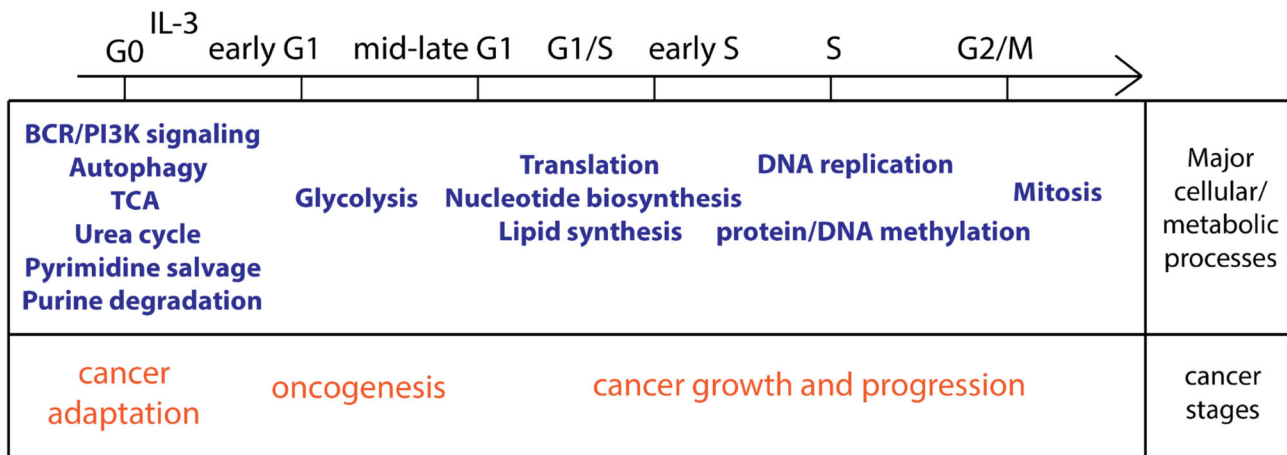 IL-3
G0 early G1 mid-late G1 G1/S early S S G2/M
BCR/PI3K signaling
Autophagy
TCA
Urea cycle
Pyrimidine salvage
Purine degradation
Glycolysis
Translation
Nucleotide biosynthesis
Lipid synthesis
DNA replication
protein/DNA methylation
Mitosis
Major
cellular/
metabolic
processes
cancer
adaptation
oncogenesis
cancer growth and progression
cancer
stages